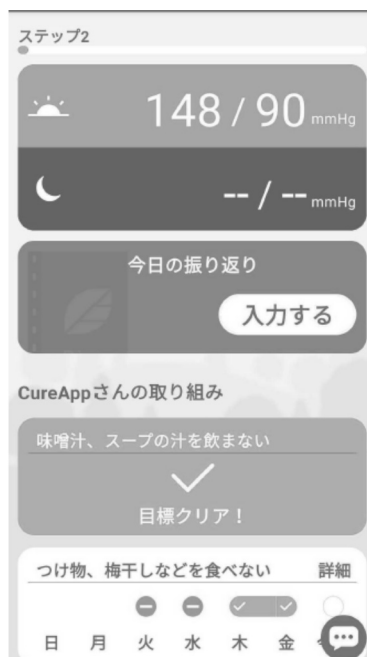 ステップ2
148 / 90 mmHg
-- / -- mmHg
今日の振り返り
入力する
CureAppさんの取り組み
味噌汁、スープの汁を飲まない
目標クリア！
つけ物、梅干しなどを食べない 詳細
日 月 火 水 木 金